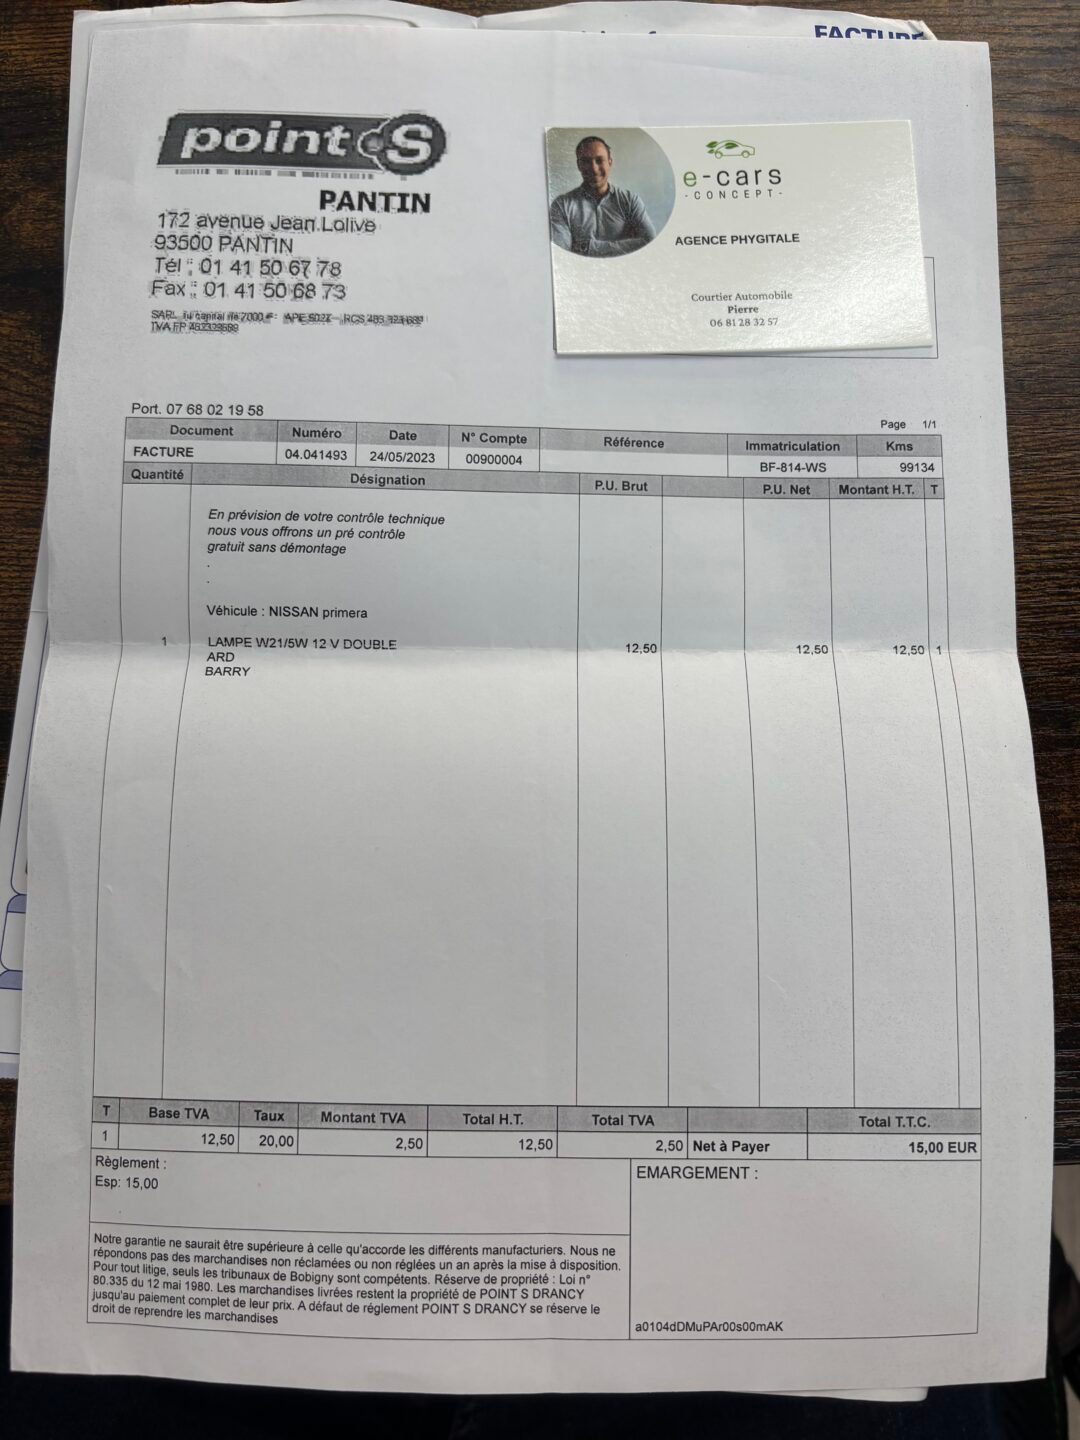 FACTURE
point S
PANTIN
172 avenue Jean Lolive
93500 PANTIN
Tél : 01 41 50 67 78
Fax : 01 41 50 68 73
SARL au capital de 7000 € APE RCS
TVA FR
e-cars
-CONCEPT-
AGENCE PHYGITALE
Courtier Automobile
Pierre
06 81 28 32 57
Port. 07 68 02 19 58
Page 1/1
Document Numéro Date N° Compte Référence Immatriculation Kms
FACTURE 04.041493 24/05/2023 00900004 BF-814-WS 99134
Quantité Désignation P.U. Brut P.U. Net Montant H.T. T
En prévision de votre contrôle technique
nous vous offrons un pré contrôle
gratuit sans démontage
.
.
Véhicule : NISSAN primera
1 LAMPE W21/5W 12 V DOUBLE 12,50 12,50 12,50 1
ARD
BARRY
T Base TVA Taux Montant TVA Total H.T. Total TVA Total T.T.C.
1 12,50 20,00 2,50 12,50 2,50 Net à Payer 15,00 EUR
Règlement :
Esp: 15,00
EMARGEMENT :
Notre garantie ne saurait être supérieure à celle qu'accorde les différents manufacturiers. Nous ne
répondons pas des marchandises non réclamées ou non réglées un an après la mise à disposition.
Pour tout litige, seuls les tribunaux de Bobigny sont compétents. Réserve de propriété : Loi n°
80.335 du 12 mai 1980. Les marchandises livrées restent la propriété de POINT S DRANCY
jusqu'au paiement complet de leur prix. A défaut de réglement POINT S DRANCY se réserve le
droit de reprendre les marchandises
a0104dDMuPAr00s00mAK